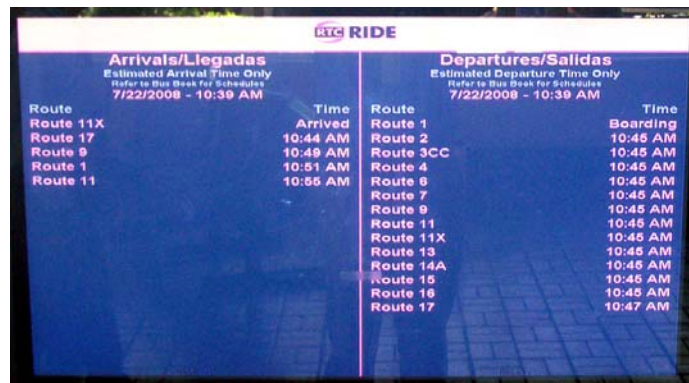 RTC RIDE
Arrivals/Llegadas
Estimated Arrival Time Only
Refer to Bus Book for Schedules
7/22/2008 - 10:39 AM
Route Time
Route 11X Arrived
Route 17 10:44 AM
Route 9 10:49 AM
Route 1 10:51 AM
Route 11 10:55 AM
Departures/Salidas
Estimated Departure Time Only
Refer to Bus Book for Schedules
7/22/2008 - 10:39 AM
Route Time
Route 1 Boarding
Route 2 10:45 AM
Route 3CC 10:45 AM
Route 4 10:45 AM
Route 6 10:45 AM
Route 7 10:45 AM
Route 9 10:45 AM
Route 11 10:45 AM
Route 11X 10:45 AM
Route 13 10:45 AM
Route 14A 10:45 AM
Route 15 10:45 AM
Route 16 10:45 AM
Route 17 10:47 AM